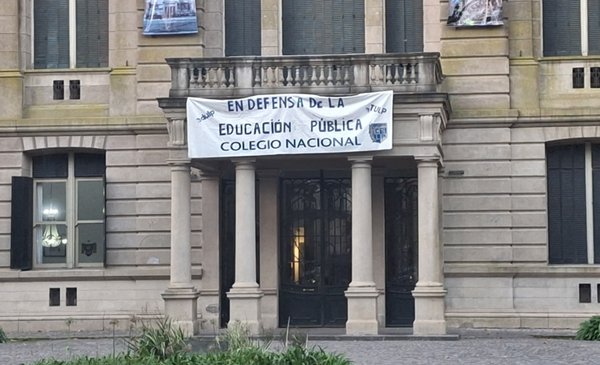 EN DEFENSA DE LA
EDUCACIÓN PÚBLICA
COLEGIO NACIONAL